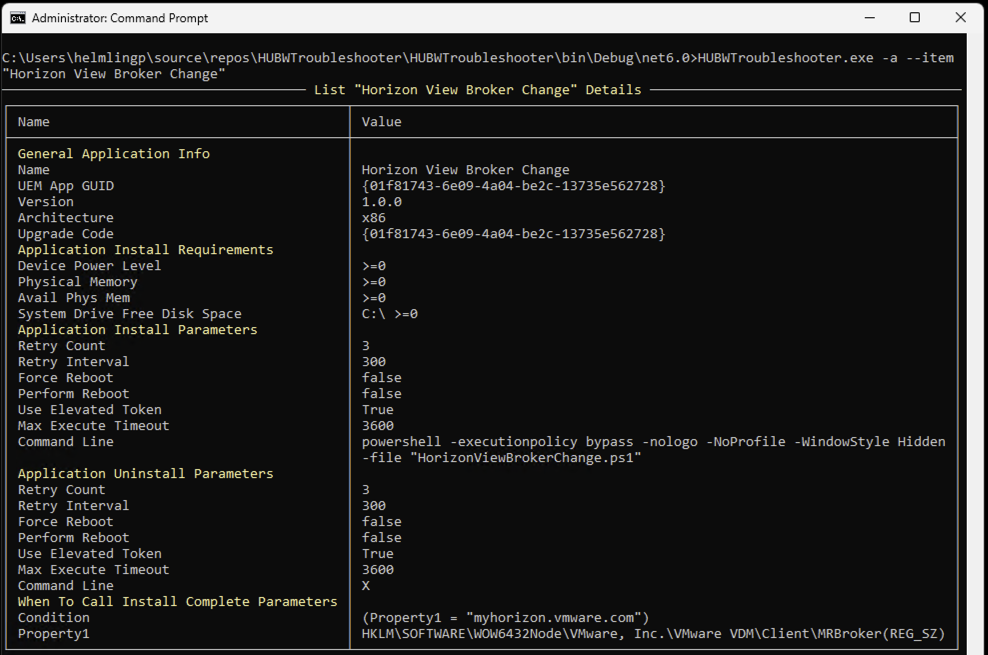 Administrator: Command Prompt
C:\Users\helmlingp\source\repos\HUBWTroubleshooter\HUBWTroubleshooter\bin\Debug\net6.0>HUBWTroubleshooter.exe -a --item
"Horizon View Broker Change"
List "Horizon View Broker Change" Details
Name Value
General Application Info
Name Horizon View Broker Change
UEM App GUID {01f81743-6e09-4a04-be2c-13735e562728}
Version 1.0.0
Architecture x86
Upgrade Code {01f81743-6e09-4a04-be2c-13735e562728}
Application Install Requirements
Device Power Level >=0
Physical Memory >=0
Avail Phys Mem >=0
System Drive Free Disk Space C:\ >=0
Application Install Parameters
Retry Count 3
Retry Interval 300
Force Reboot false
Perform Reboot false
Use Elevated Token True
Max Execute Timeout 3600
Command Line powershell -executionpolicy bypass -nologo -NoProfile -WindowStyle Hidden
-file "HorizonViewBrokerChange.ps1"
Application Uninstall Parameters
Retry Count 3
Retry Interval 300
Force Reboot false
Perform Reboot false
Use Elevated Token True
Max Execute Timeout 3600
Command Line X
When To Call Install Complete Parameters
Condition (Property1 = "myhorizon.vmware.com")
Property1 HKLM\SOFTWARE\WOW6432Node\VMware, Inc.\VMware VDM\Client\MRBroker(REG_SZ)